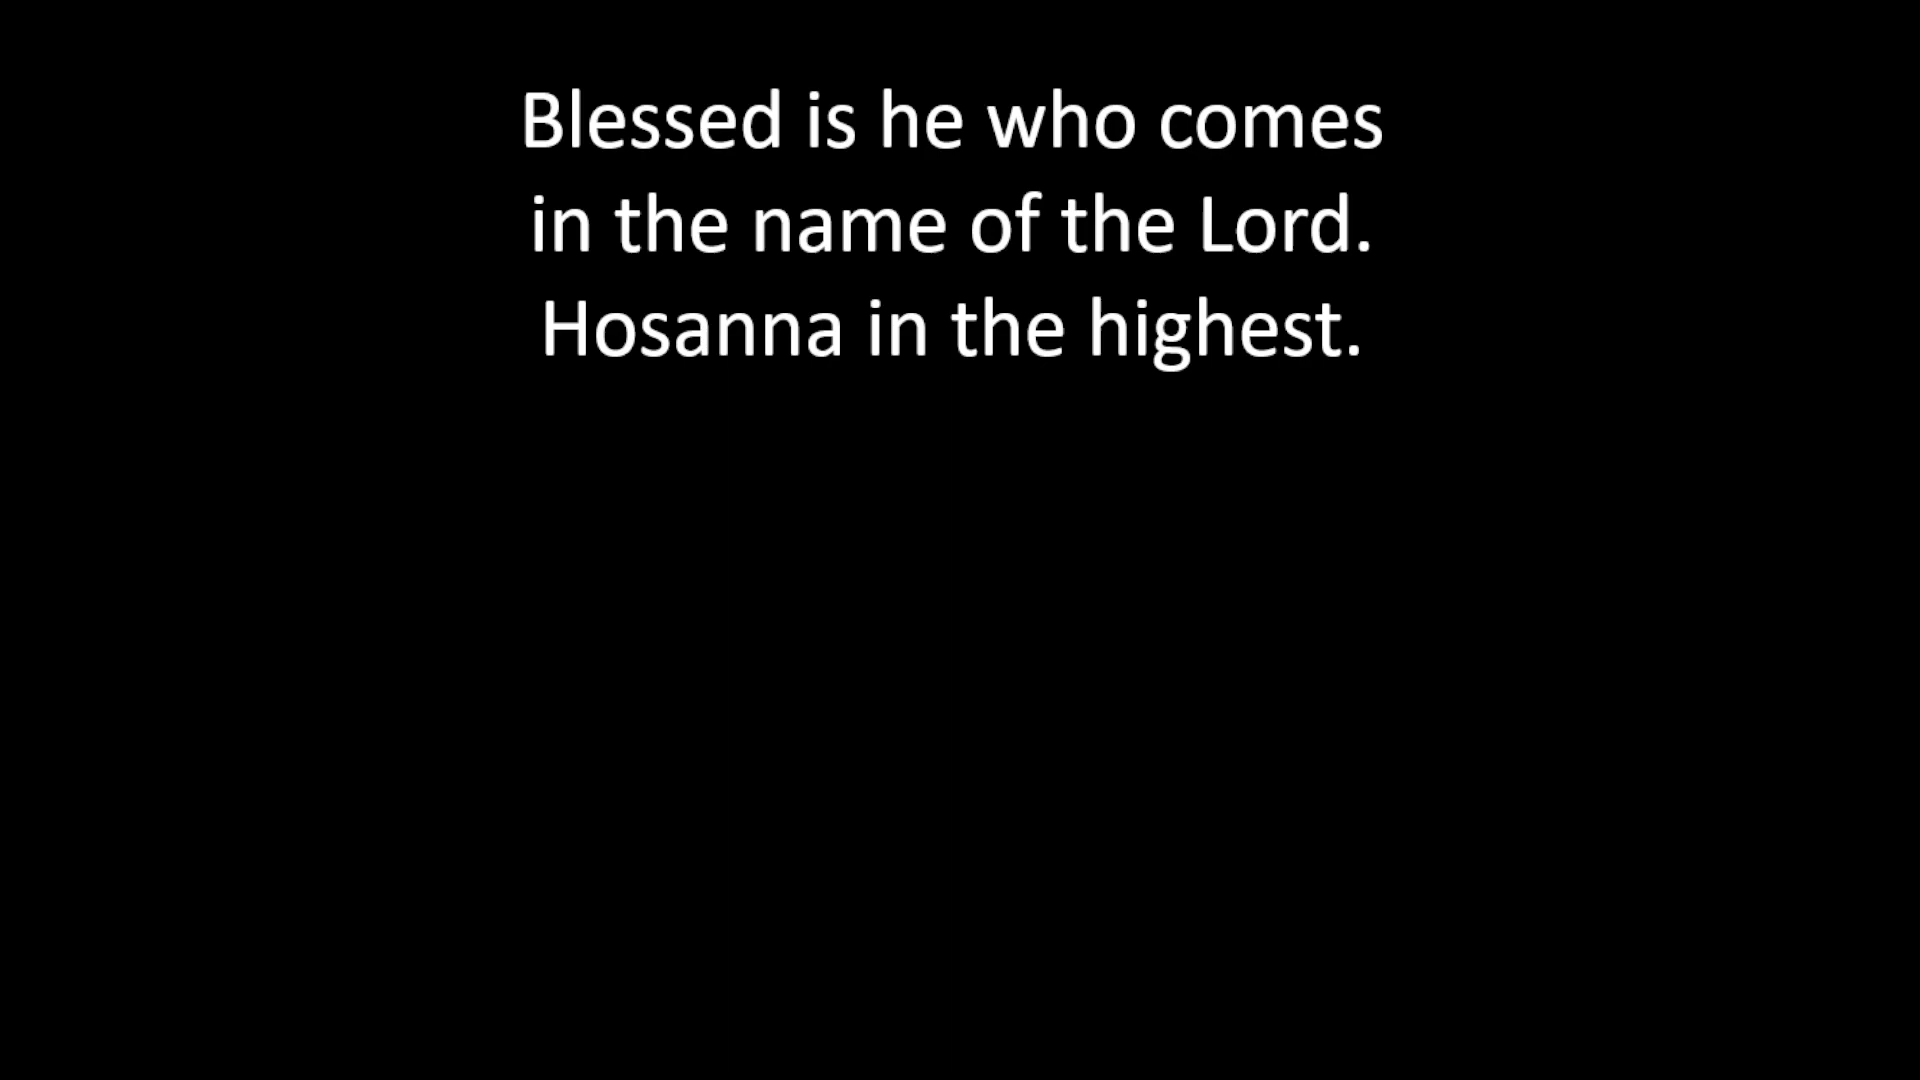 Blessed is he who comes
in the name of the Lord.
Hosanna in the highest.